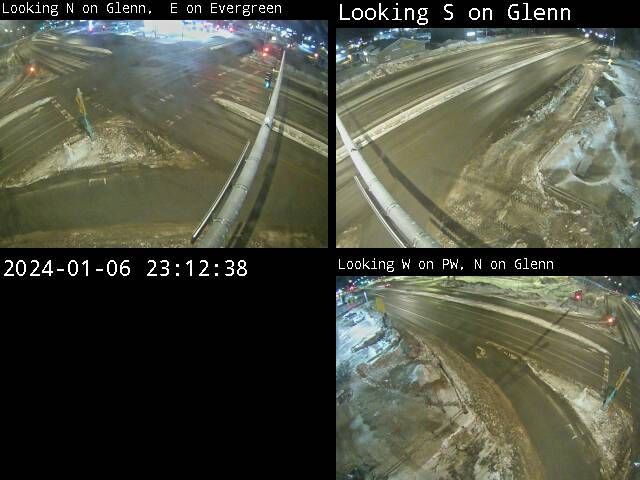 Looking N on Glenn, E on Evergreen
Looking S on Glenn
2024-01-06 23:12:38
Looking W on PW, N on Glenn